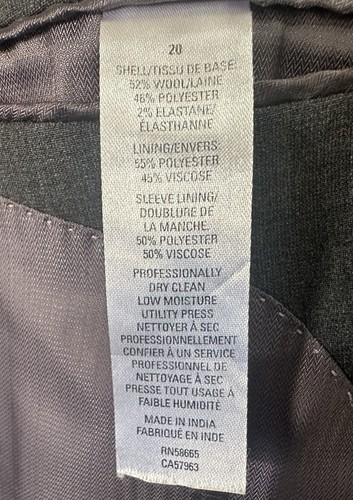 20
SHELL/TISSU DE BASE:
52% WOOL/LAINE
46% POLYESTER
2% ELASTANE/
ÉLASTHANNE
LINING/ENVERS:
55% POLYESTER
45% VISCOSE
SLEEVE LINING/
DOUBLURE DE
LA MANCHE.
50% POLYESTER
50% VISCOSE
PROFESSIONALLY
DRY CLEAN
LOW MOISTURE
UTILITY PRESS
NETTOYER À SEC
PROFESSIONNELLEMENT
CONFIER À UN SERVICE
PROFESSIONNEL DE
NETTOYAGE À SEC
PRESSE TOUT USAGE À
FAIBLE HUMIDITÉ
MADE IN INDIA
FABRIQUÉ EN INDE
RN58665
CA57963